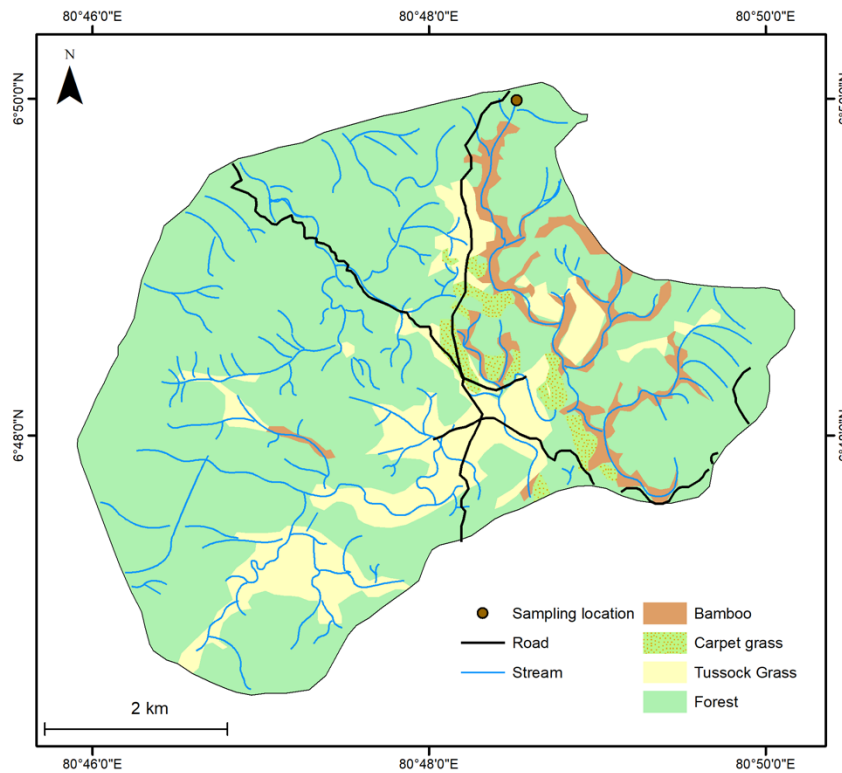 80°46'0"E 80°48'0"E 80°50'0"E
N
6°50'0"N
6°48'0"N
Sampling location
Road
Stream
Bamboo
Carpet grass
Tussock Grass
Forest
2 km
80°46'0"E 80°48'0"E 80°50'0"E